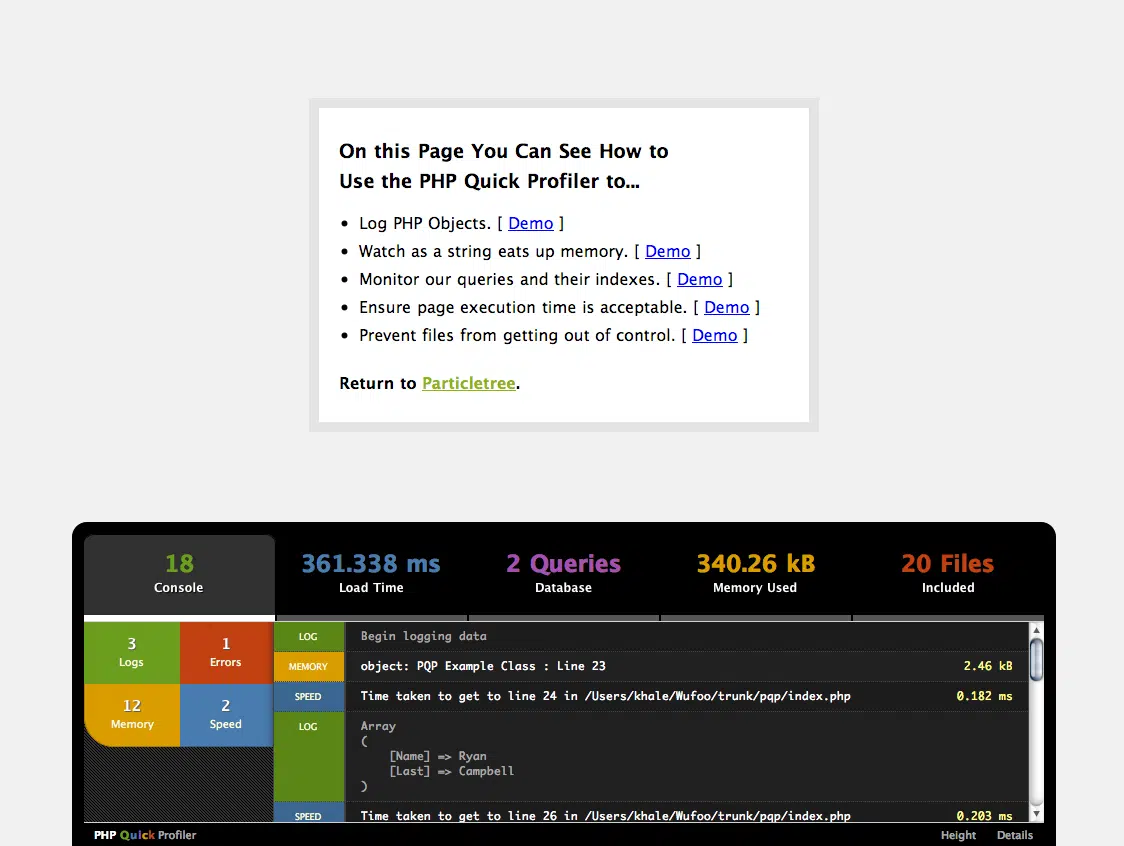 On this Page You Can See How to
Use the PHP Quick Profiler to...
• Log PHP Objects. [ Demo ]
• Watch as a string eats up memory. [ Demo ]
• Monitor our queries and their indexes. [ Demo ]
• Ensure page execution time is acceptable. [ Demo ]
• Prevent files from getting out of control. [ Demo ]
Return to Particletree.
18 361.338 ms 2 Queries 340.26 kB 20 Files
Console Load Time Database Memory Used Included
3 1
Logs Errors
12 2
Memory Speed
LOG Begin logging data
MEMORY object: PQP Example Class : Line 23 2.46 kB
SPEED Time taken to get to line 24 in /Users/khale/Wufoo/trunk/pqp/index.php 0.182 ms
LOG Array
(
[Name] => Ryan
[Last] => Campbell
)
SPEED Time taken to get to line 26 in /Users/khale/Wufoo/trunk/pqp/index.php 0.203 ms
PHP Quick Profiler Height Details